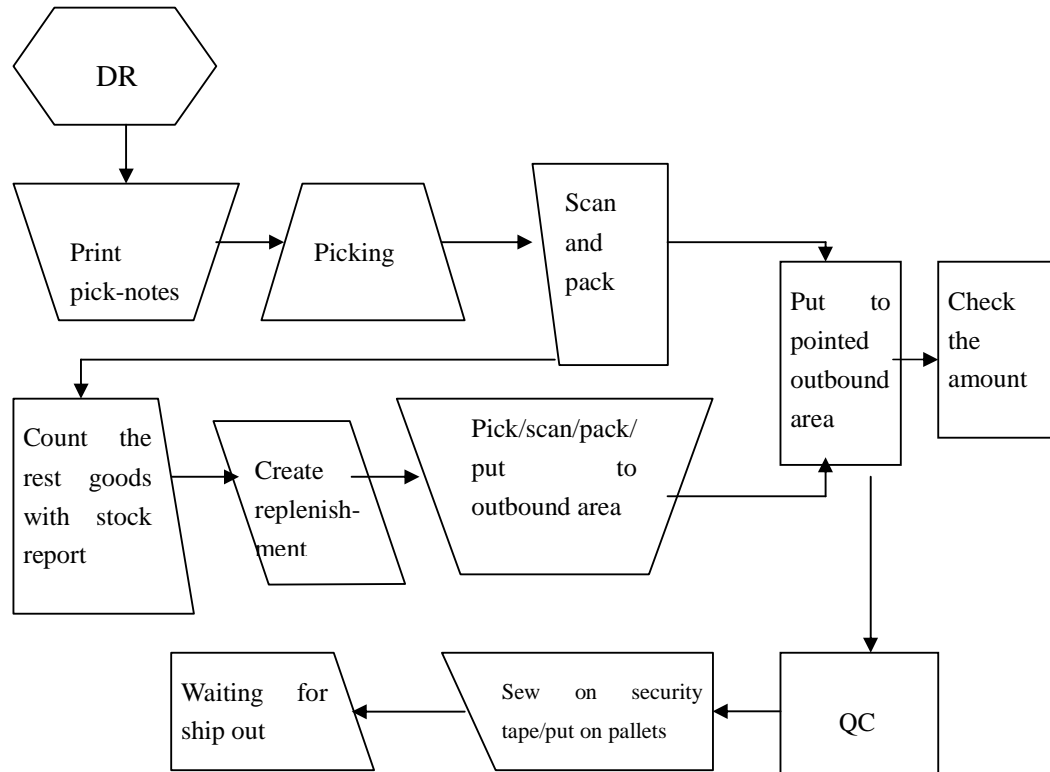 DR
Print
pick-notes
Picking
Scan
and
pack
Put to
pointed
outbound
area
Check
the
amount
Count the
rest goods
with stock
report
Create
replenish-
ment
Pick/scan/pack/
put to
outbound area
Waiting for
ship out
Sew on security
tape/put on pallets
QC